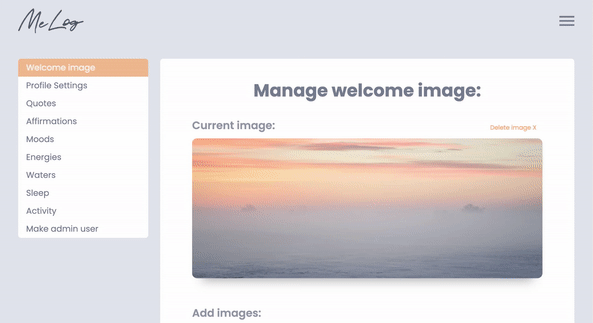 MeLog
Welcome image
Profile Settings
Quotes
Affirmations
Moods
Energies
Waters
Sleep
Activity
Make admin user
Manage welcome image:
Current image:
Delete image X
Add images: